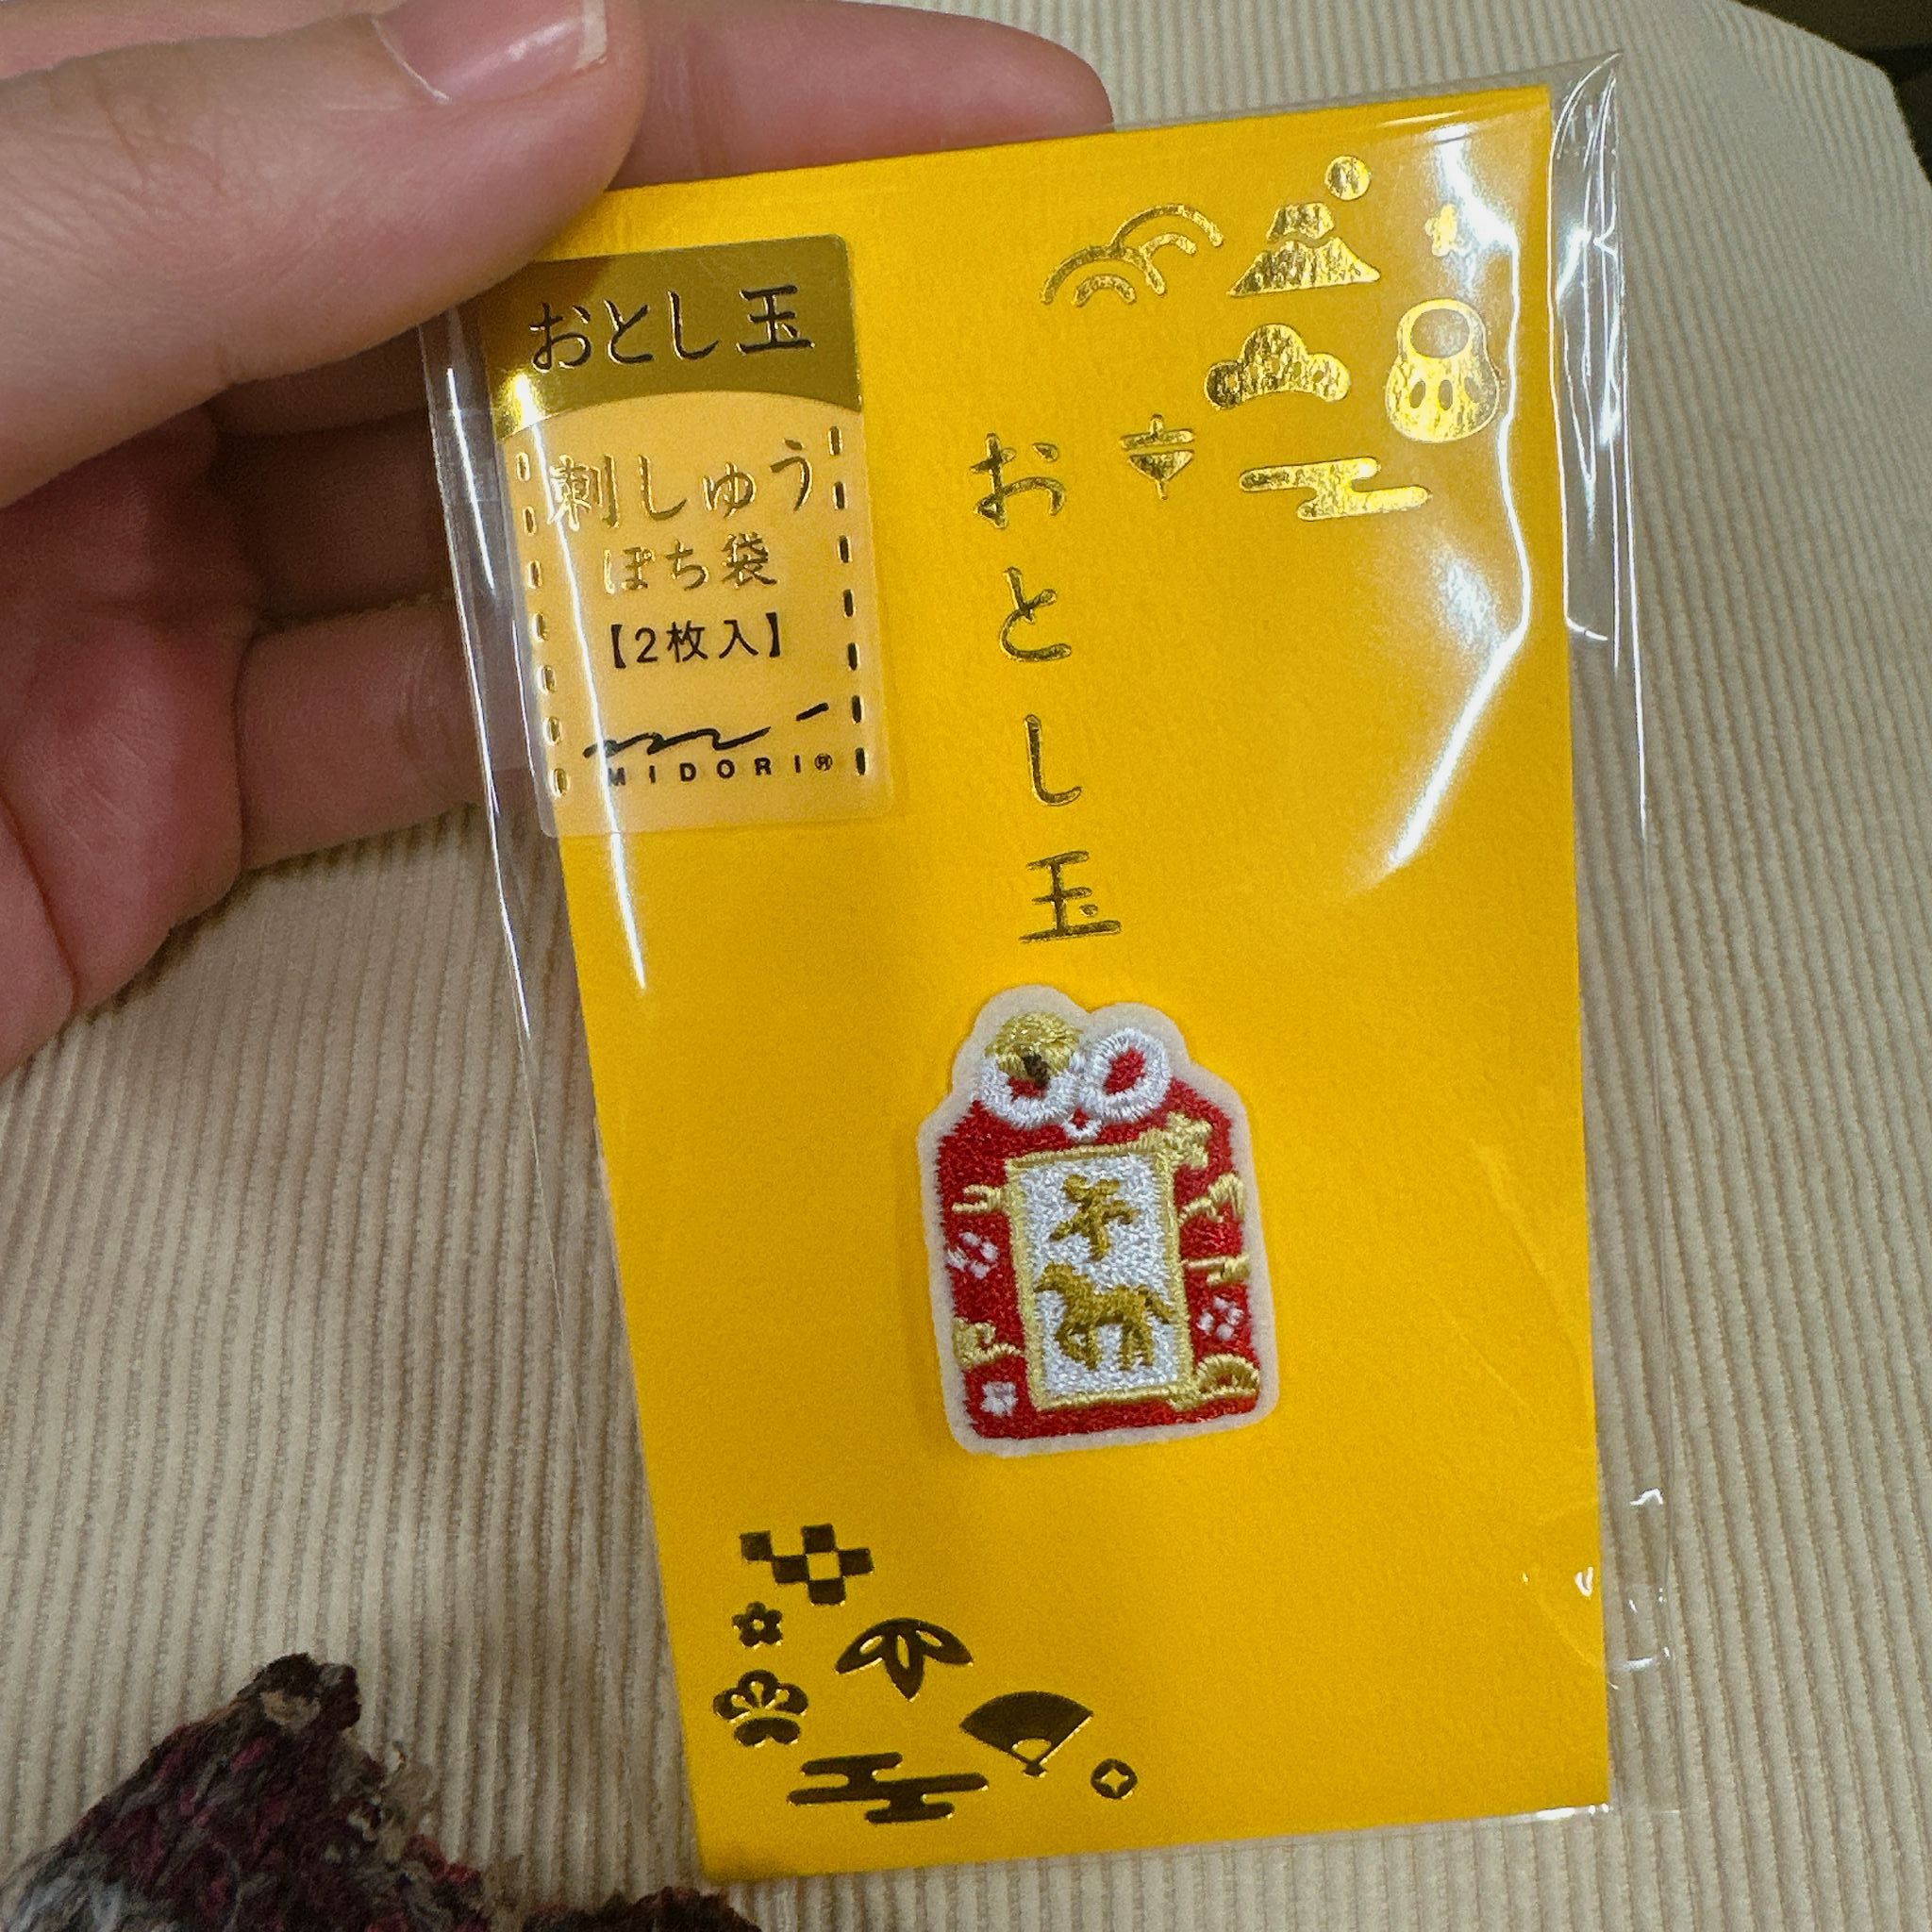 おとし玉
刺しゅう
ぽち袋
【2枚入】
MIDORI®
おとし玉
午